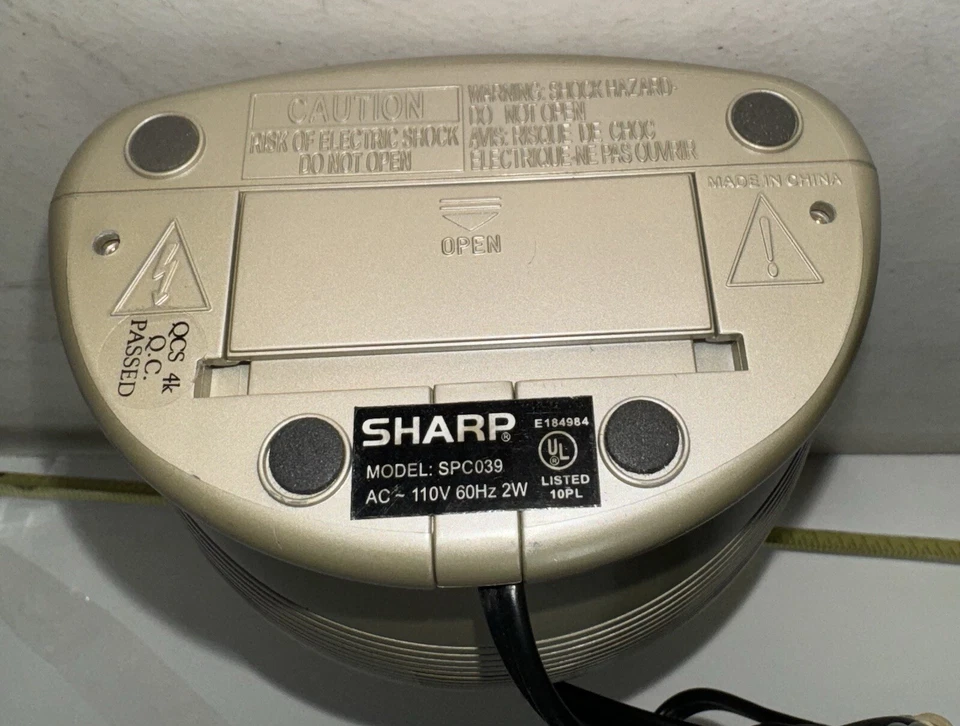 CAUTION
RISK OF ELECTRIC SHOCK
DO NOT OPEN
WARNING: SHOCK HAZARD-
DO NOT OPEN
AVIS: RISQUE DE CHOC
ELECTRIQUE-NE PAS OUVRIR
MADE IN CHINA
OPEN
QCS 4k
Q.C.
PASSED
SHARP®
MODEL: SPC039
AC ~ 110V 60Hz 2W
E184984
UL®
LISTED
10PL